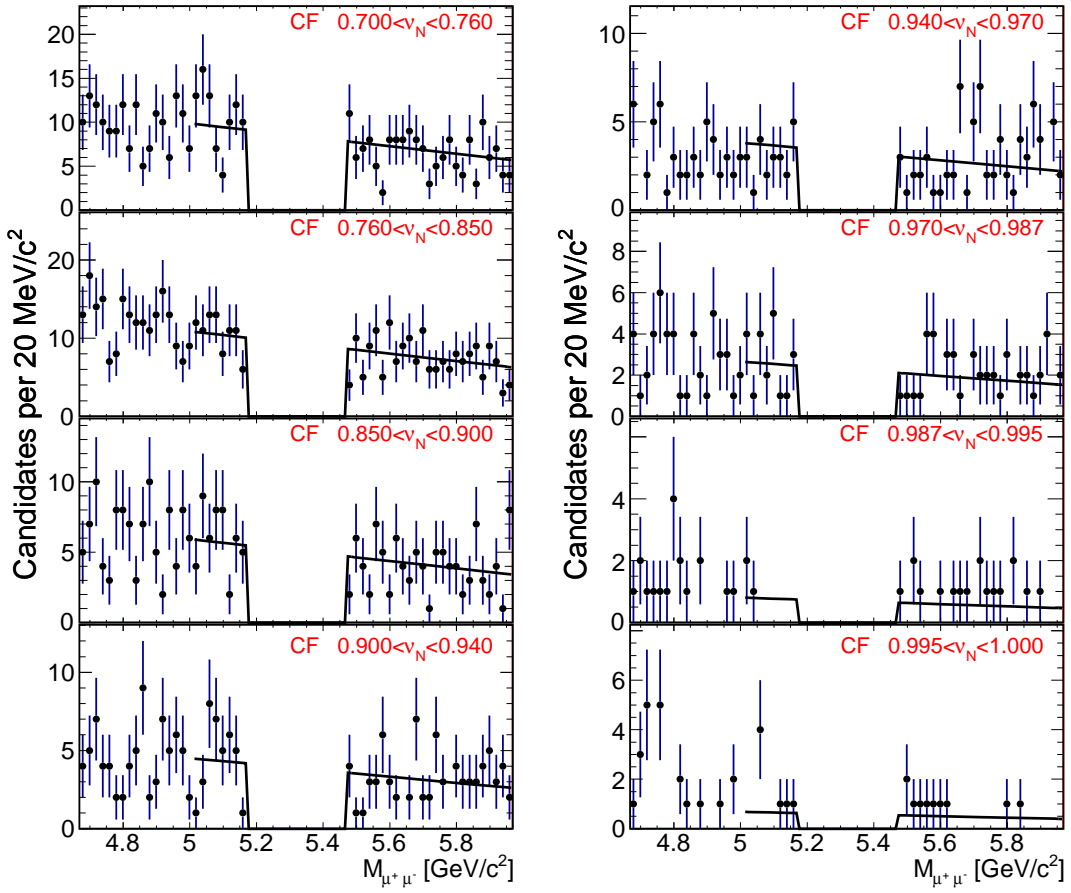 CF 0.700<ν_N<0.760
20
15
10
5
0
CF 0.760<ν_N<0.850
20
10
0
CF 0.850<ν_N<0.900
10
5
0
CF 0.900<ν_N<0.940
10
5
0
4.8 5 5.2 5.4 5.6 5.8
M_μ⁺ μ⁻ [GeV/c²]
Candidates per 20 MeV/c²
CF 0.940<ν_N<0.970
10
5
0
CF 0.970<ν_N<0.987
8
6
4
2
0
CF 0.987<ν_N<0.995
4
2
0
CF 0.995<ν_N<1.000
8
6
4
2
0
4.8 5 5.2 5.4 5.6 5.8
M_μ⁺ μ⁻ [GeV/c²]
Candidates per 20 MeV/c²